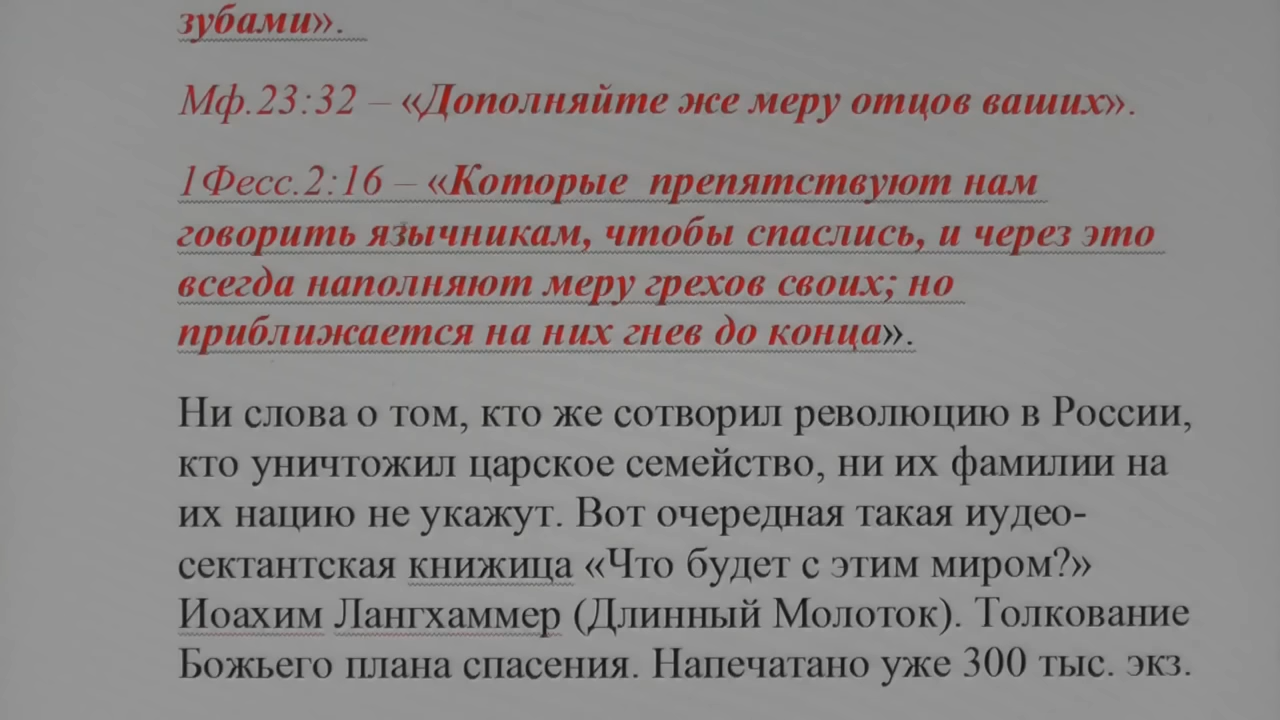 зубами».
Мф.23:32 – «Дополняйте же меру отцов ваших».
1Фесс.2:16 – «Которые препятствуют нам
говорить язычникам, чтобы спаслись, и через это
всегда наполняют меру грехов своих; но
приближается на них гнев до конца».
Ни слова о том, кто же сотворил революцию в России,
кто уничтожил царское семейство, ни их фамилии на
их нацию не укажут. Вот очередная такая иудео-
сектантская книжица «Что будет с этим миром?»
Иоахим Лангхаммер (Длинный Молоток). Толкование
Божьего плана спасения. Напечатано уже 300 тыс. экз.